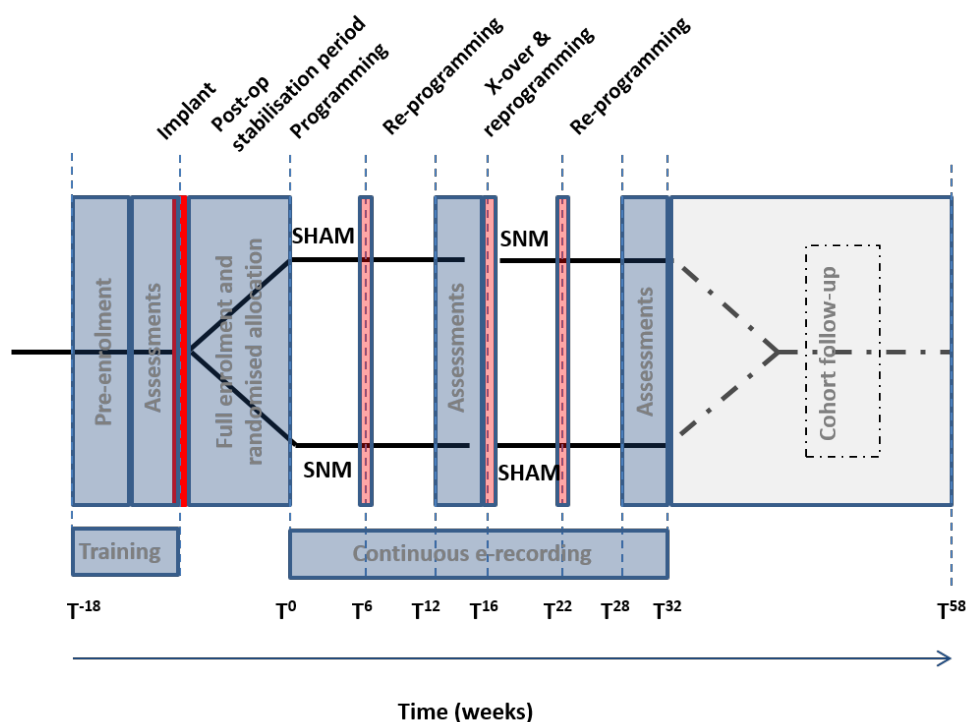 Implant
Post-op
stabilisation period
Programming
Re-programming
X-over &
reprogramming
Re-programming
SHAM
SNM
Pre-enrolment
Assessments
Full enrolment and
randomised allocation
Assessments
Assessments
Cohort follow-up
SNM
SHAM
Training
Continuous e-recording
T-18
T0
T6
T12
T16
T22
T28
T32
T58
Time (weeks)